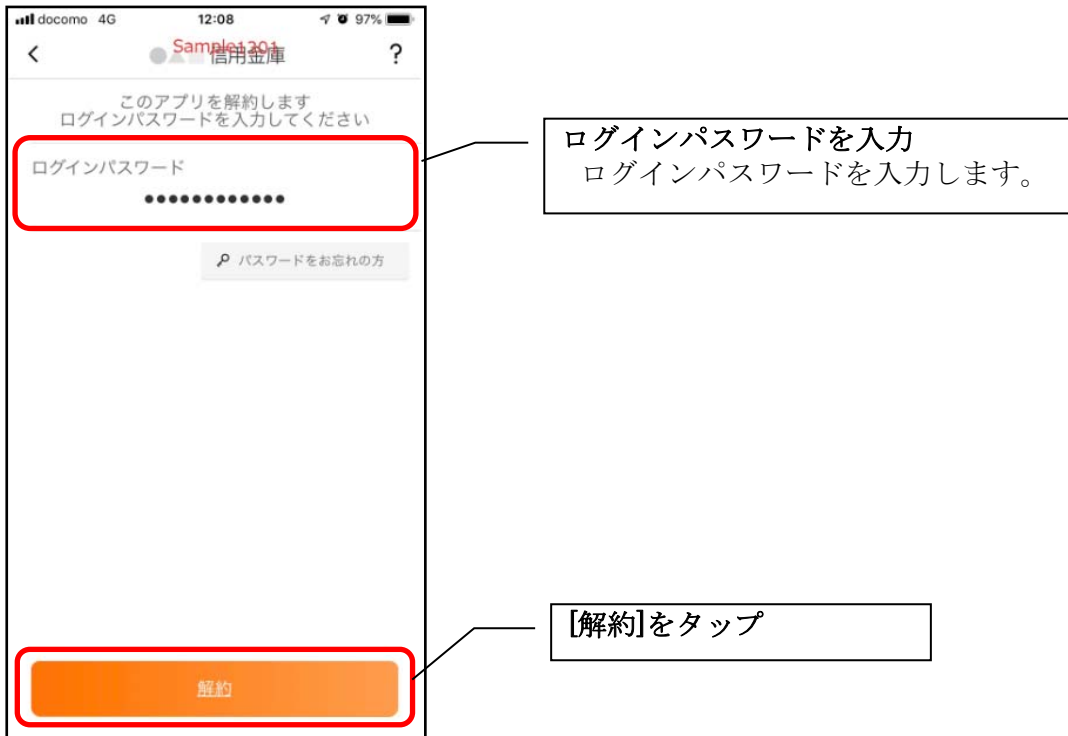 docomo 4G 12:08 97%
Sample1201
信用金庫 ?
このアプリを解約します
ログインパスワードを入力してください
ログインパスワード
••••••••••••
パスワードをお忘れの方
解約
ログインパスワードを入力
ログインパスワードを入力します。
[解約]をタップ